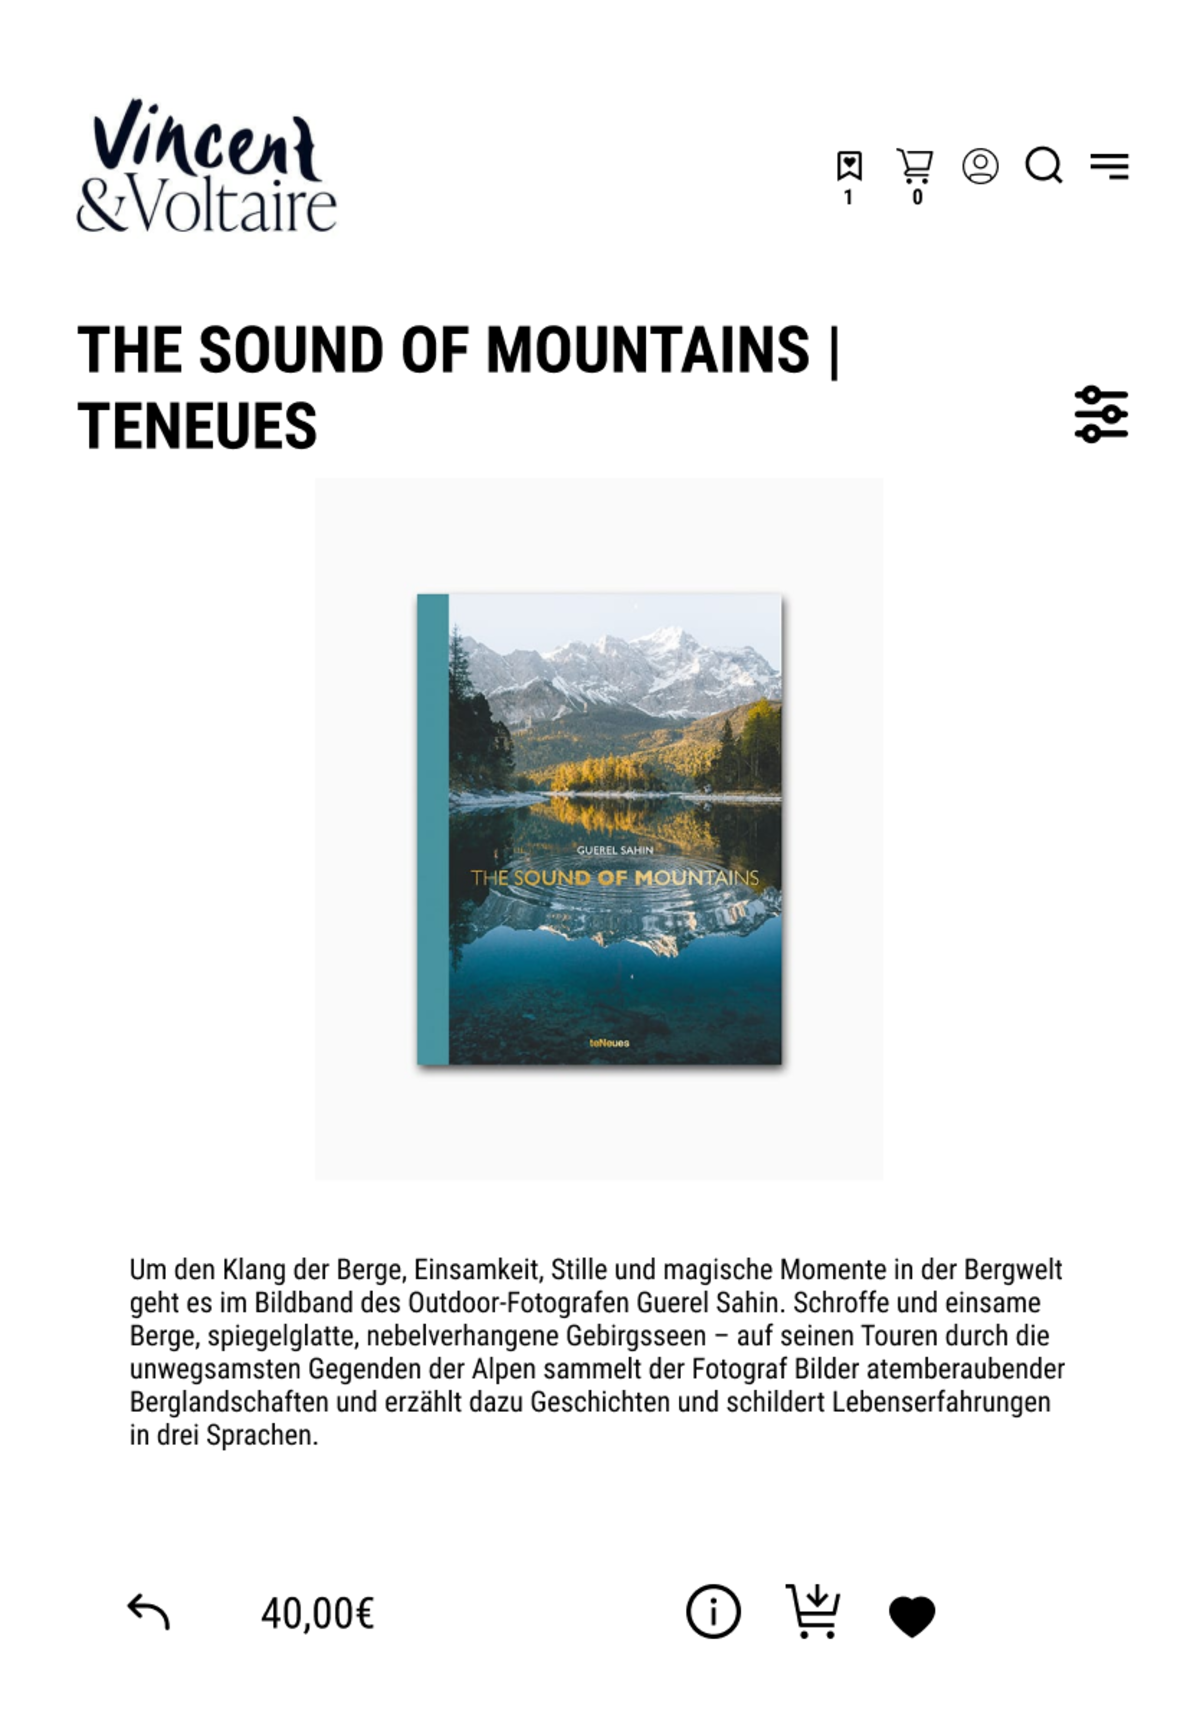 Vincent
&Voltaire
1
0
THE SOUND OF MOUNTAINS |
TENEUES
GUEREL SAHIN
THE SOUND OF MOUNTAINS
teNeues
Um den Klang der Berge, Einsamkeit, Stille und magische Momente in der Bergwelt
geht es im Bildband des Outdoor-Fotografen Guerel Sahin. Schroffe und einsame
Berge, spiegelglatte, nebelverhangene Gebirgsseen – auf seinen Touren durch die
unwegsamsten Gegenden der Alpen sammelt der Fotograf Bilder atemberaubender
Berglandschaften und erzählt dazu Geschichten und schildert Lebenserfahrungen
in drei Sprachen.
40,00€